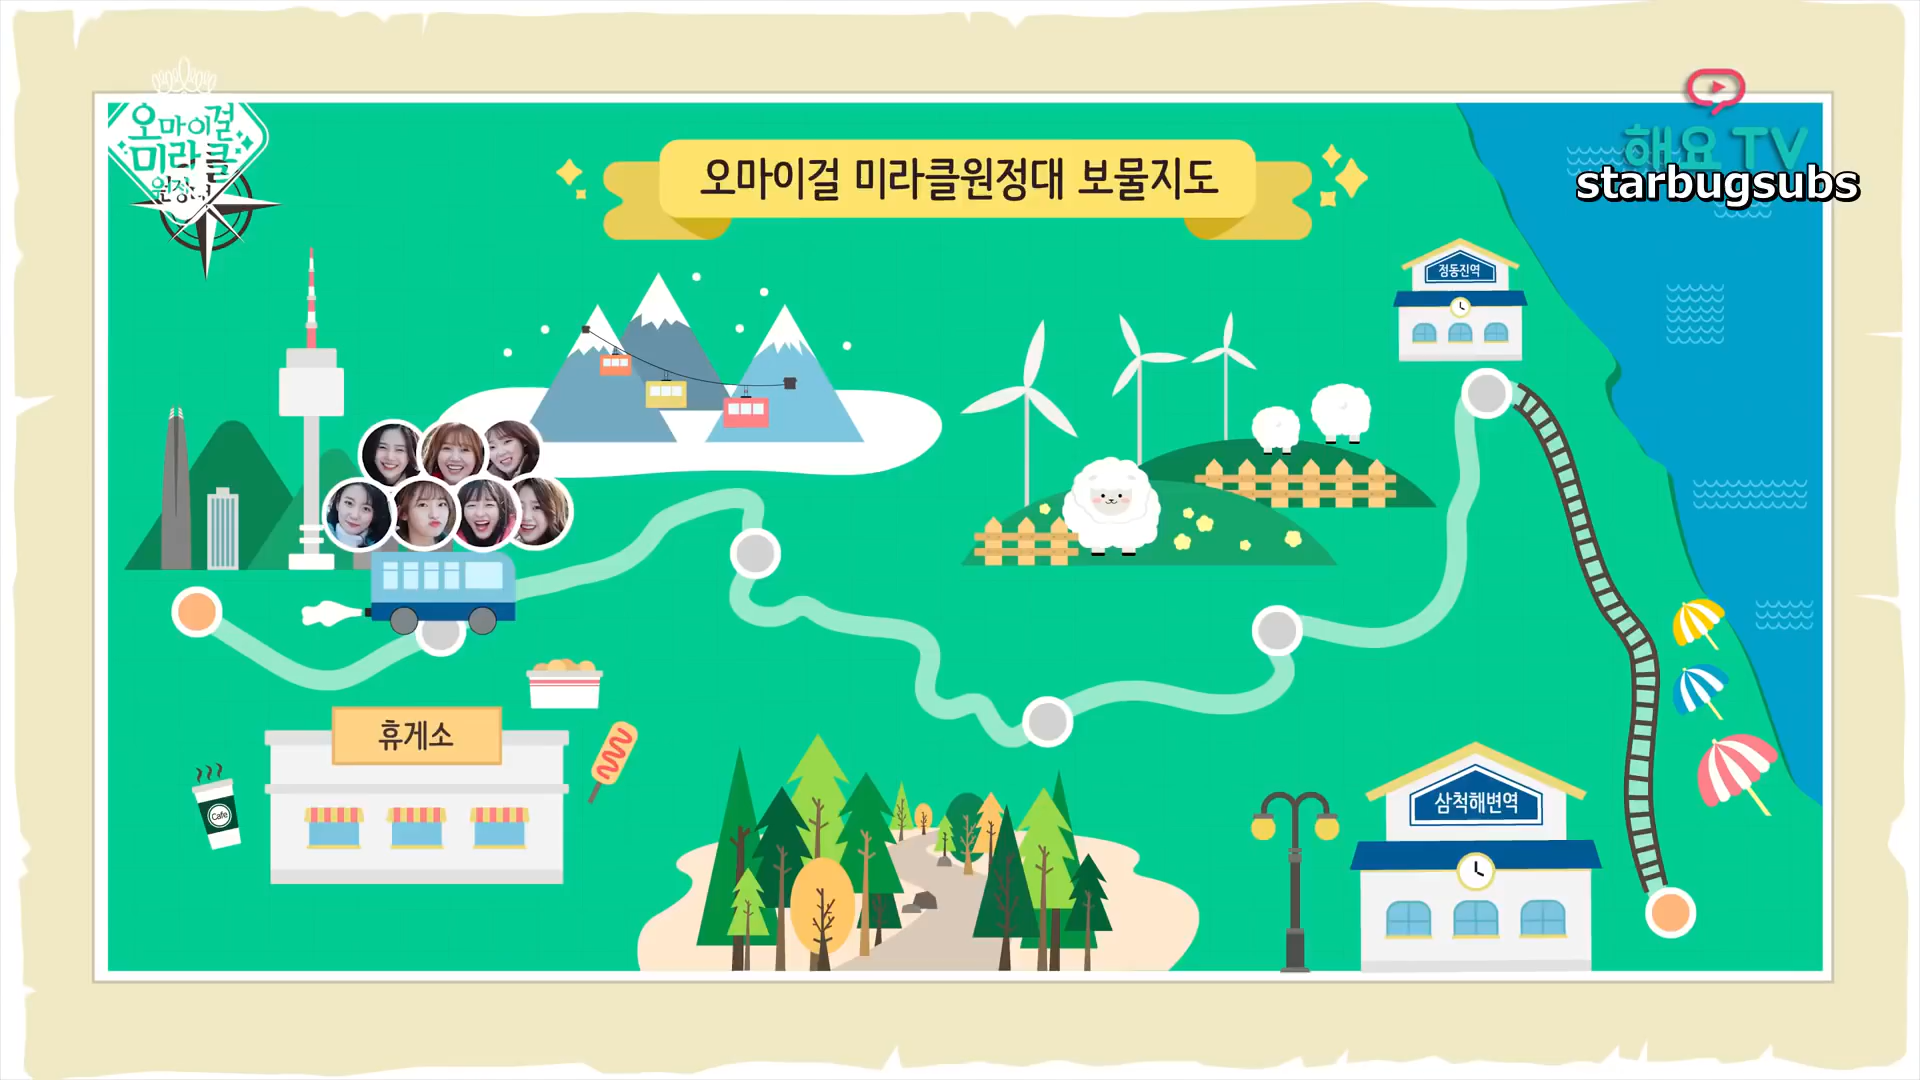 오마이걸
미라클
원정대
오마이걸 미라클원정대 보물지도
해요 TV
starbugsubs
정동진역
휴게소
Cafe
삼척해변역